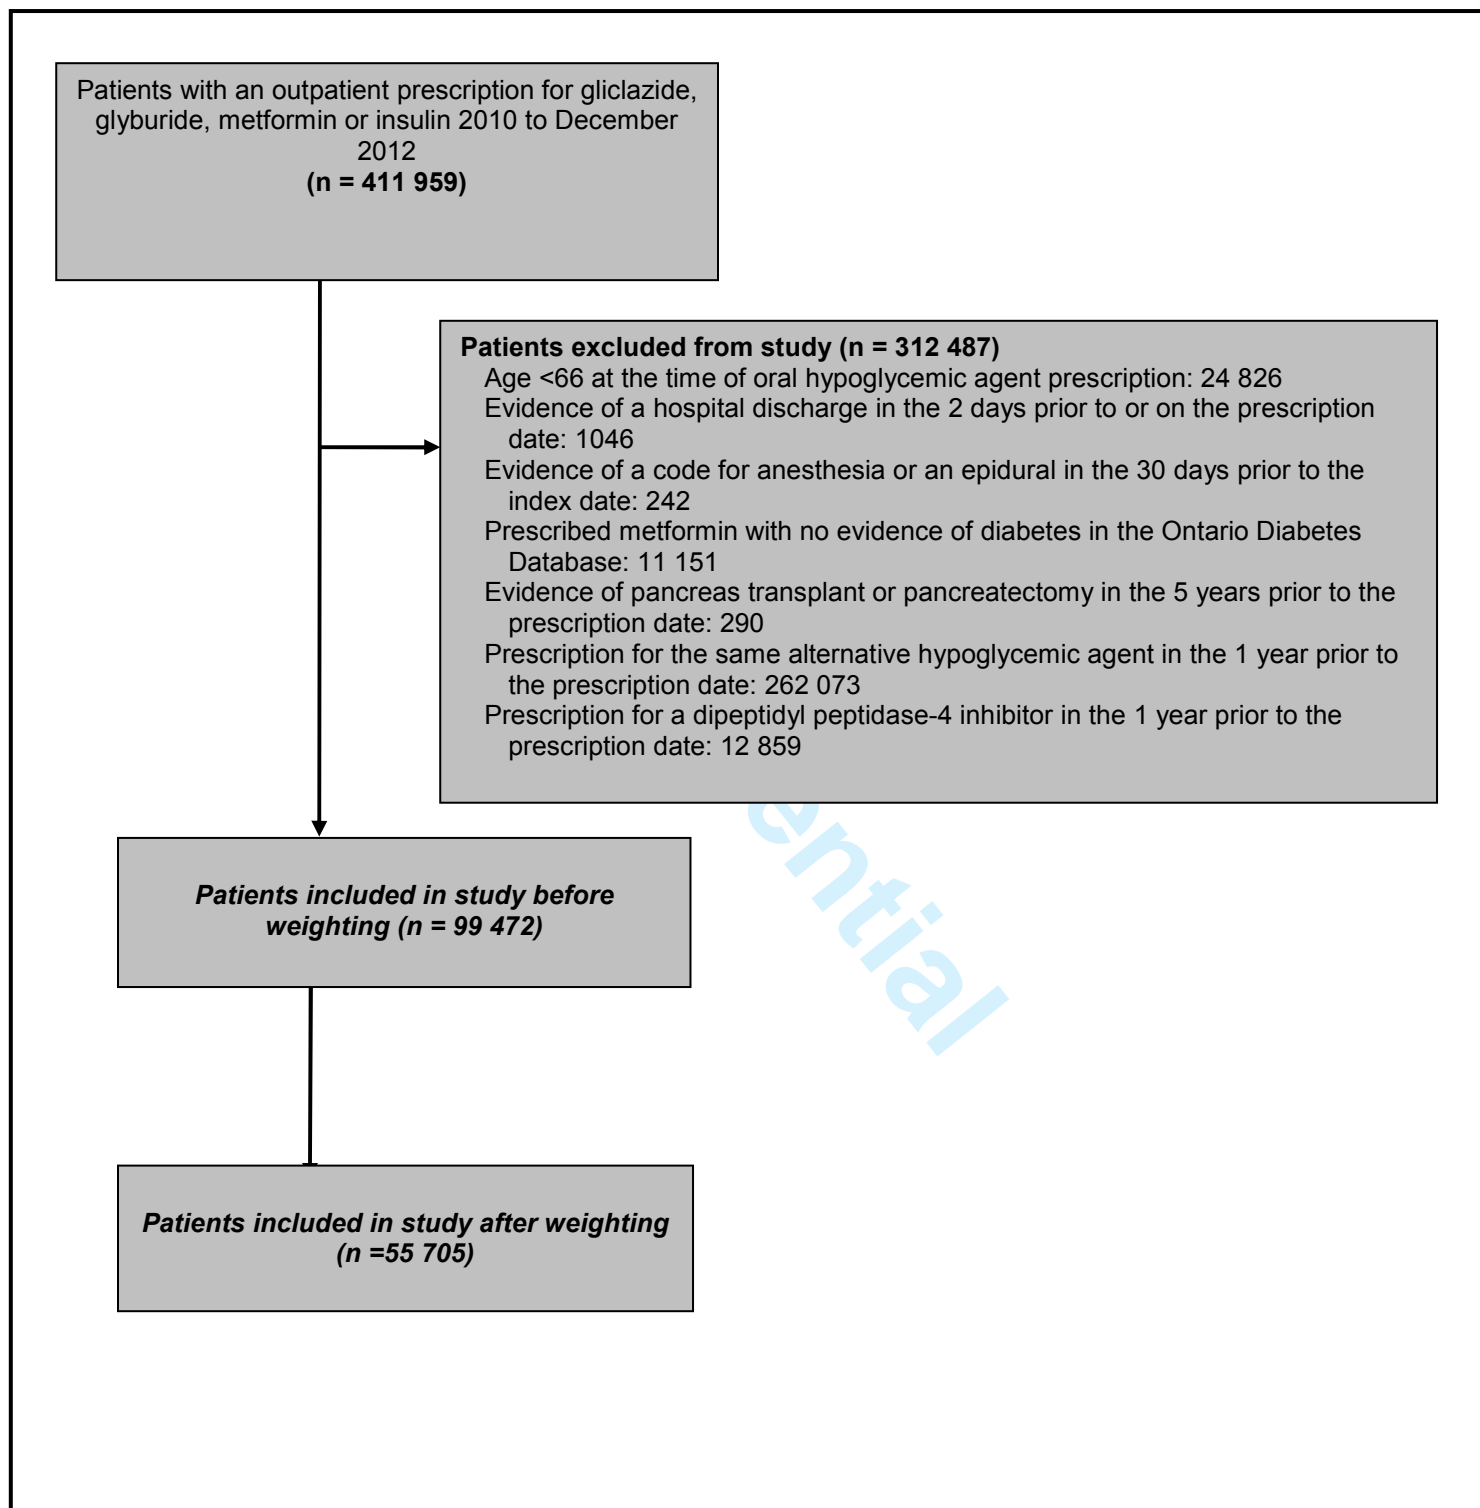 Patients with an outpatient prescription for gliclazide,
glyburide, metformin or insulin 2010 to December
2012
(n = 411 959)
Patients excluded from study (n = 312 487)
Age <66 at the time of oral hypoglycemic agent prescription: 24 826
Evidence of a hospital discharge in the 2 days prior to or on the prescription
date: 1046
Evidence of a code for anesthesia or an epidural in the 30 days prior to the
index date: 242
Prescribed metformin with no evidence of diabetes in the Ontario Diabetes
Database: 11 151
Evidence of pancreas transplant or pancreatectomy in the 5 years prior to the
prescription date: 290
Prescription for the same alternative hypoglycemic agent in the 1 year prior to
the prescription date: 262 073
Prescription for a dipeptidyl peptidase-4 inhibitor in the 1 year prior to the
prescription date: 12 859
ential
Patients included in study before
weighting (n = 99 472)
Patients included in study after weighting
(n =55 705)